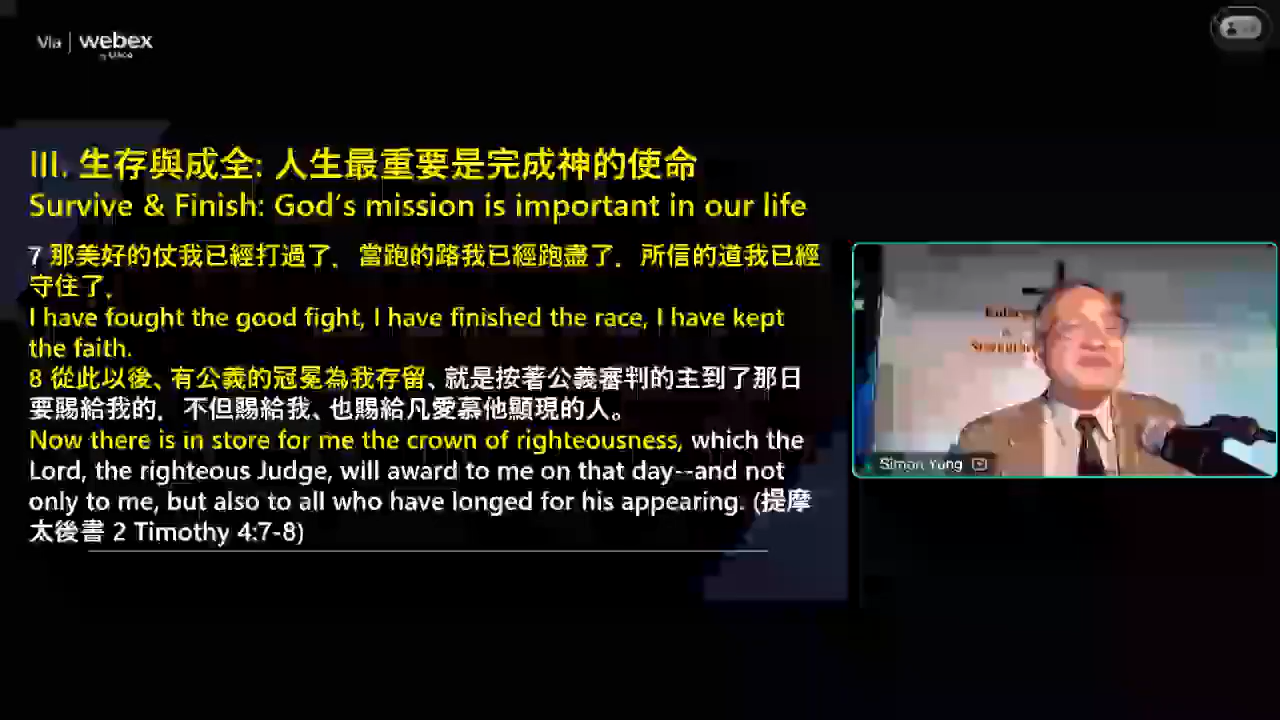 Via | webex
by CISCO
III. 生存與成全: 人生最重要是完成神的使命
Survive & Finish: God's mission is important in our life
7 那美好的仗我已經打過了．當跑的路我已經跑盡了．所信的道我已經
守住了．
I have fought the good fight, I have finished the race, I have kept
the faith.
8 從此以後、有公義的冠冕為我存留、就是按著公義審判的主到了那日
要賜給我的．不但賜給我、也賜給凡愛慕他顯現的人。
Now there is in store for me the crown of righteousness, which the
Lord, the righteous Judge, will award to me on that day--and not
only to me, but also to all who have longed for his appearing. (提摩
太後書 2 Timothy 4:7-8)
Simon Yung